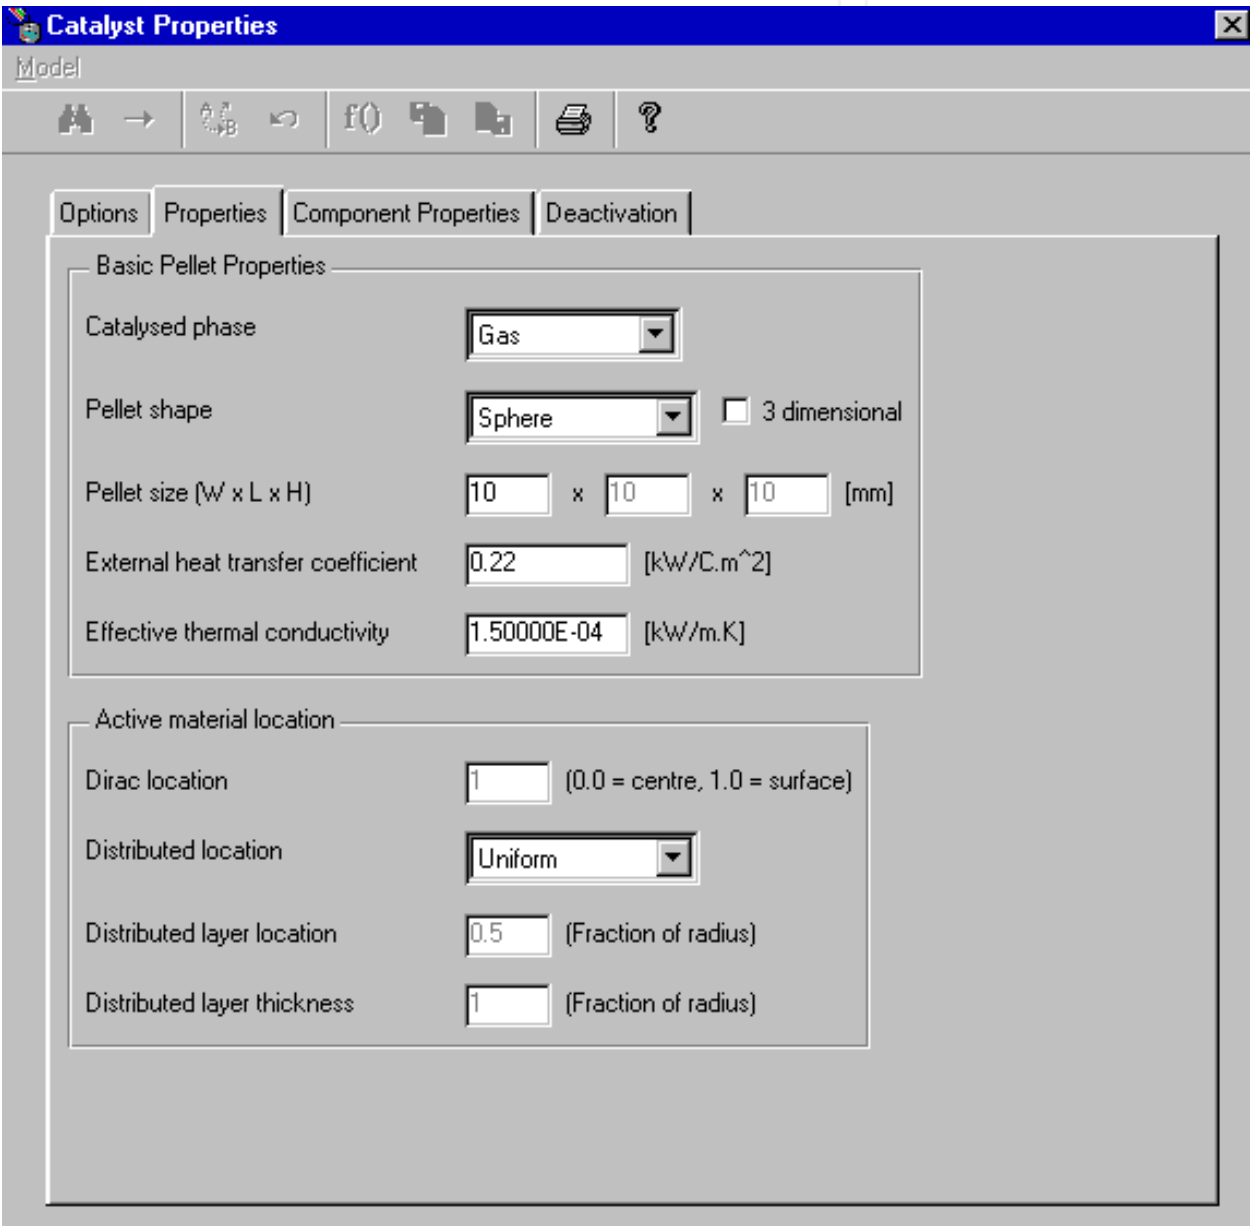 Catalyst Properties
Model
A B f()  ?
Options Properties Component Properties Deactivation
Basic Pellet Properties
Catalysed phase Gas
Pellet shape Sphere 3 dimensional
Pellet size (W x L x H) 10 x 10 x 10 [mm]
External heat transfer coefficient 0.22 [kW/C.m^2]
Effective thermal conductivity 1.50000E-04 [kW/m.K]
Active material location
Dirac location 1 (0.0 = centre, 1.0 = surface)
Distributed location Uniform
Distributed layer location 0.5 (Fraction of radius)
Distributed layer thickness 1 (Fraction of radius)